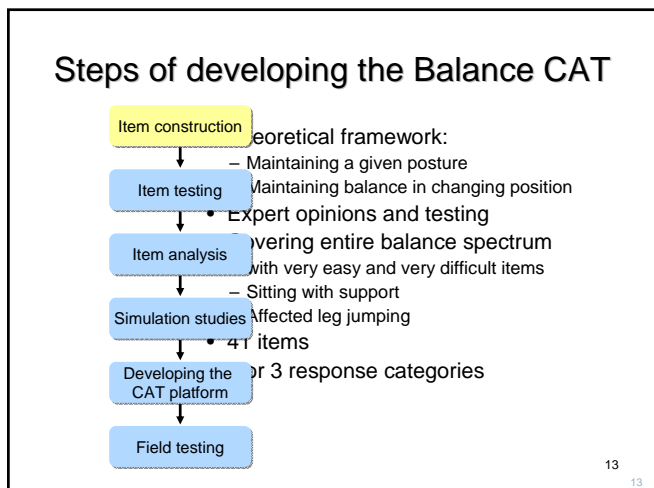 Steps of developing the Balance CAT
Item construction
Item testing
Item analysis
Simulation studies
Developing the
CAT platform
Field testing
eoretical framework:
– Maintaining a given posture
Maintaining balance in changing position
• Expert opinions and testing
overing entire balance spectrum
with very easy and very difficult items
– Sitting with support
Affected leg jumping
• 41 items
or 3 response categories
13
13